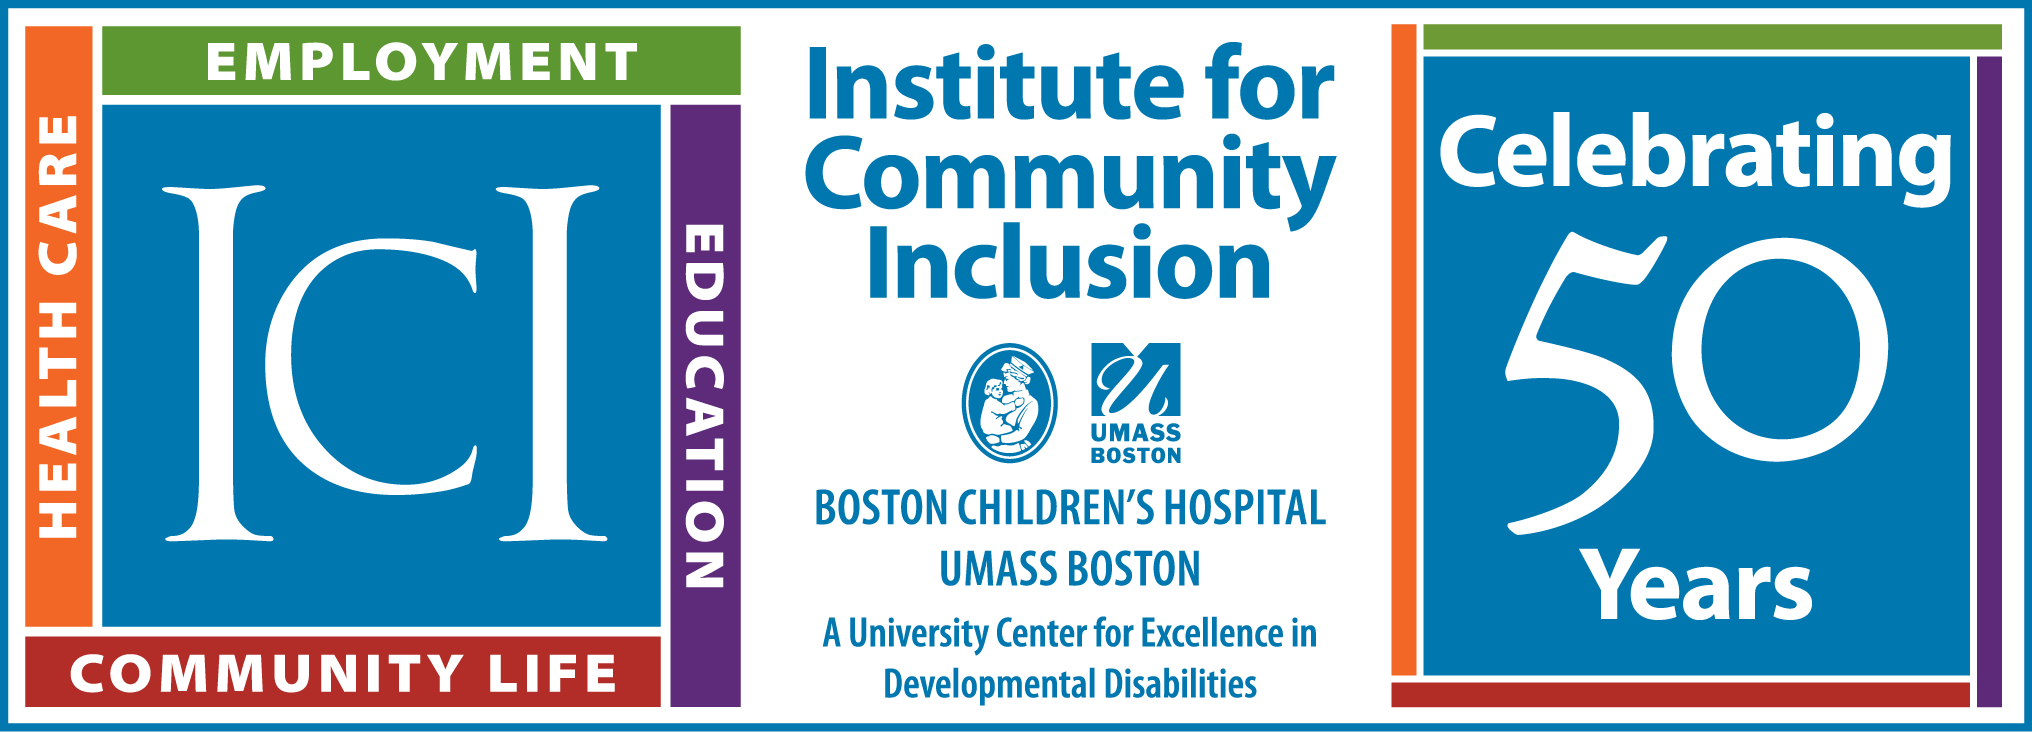 EMPLOYMENT
HEALTH CARE
ICI
EDUCATION
COMMUNITY LIFE
Institute for
Community
Inclusion
UMASS
BOSTON
BOSTON CHILDREN'S HOSPITAL
UMASS BOSTON
A University Center for Excellence in
Developmental Disabilities
Celebrating
50
Years